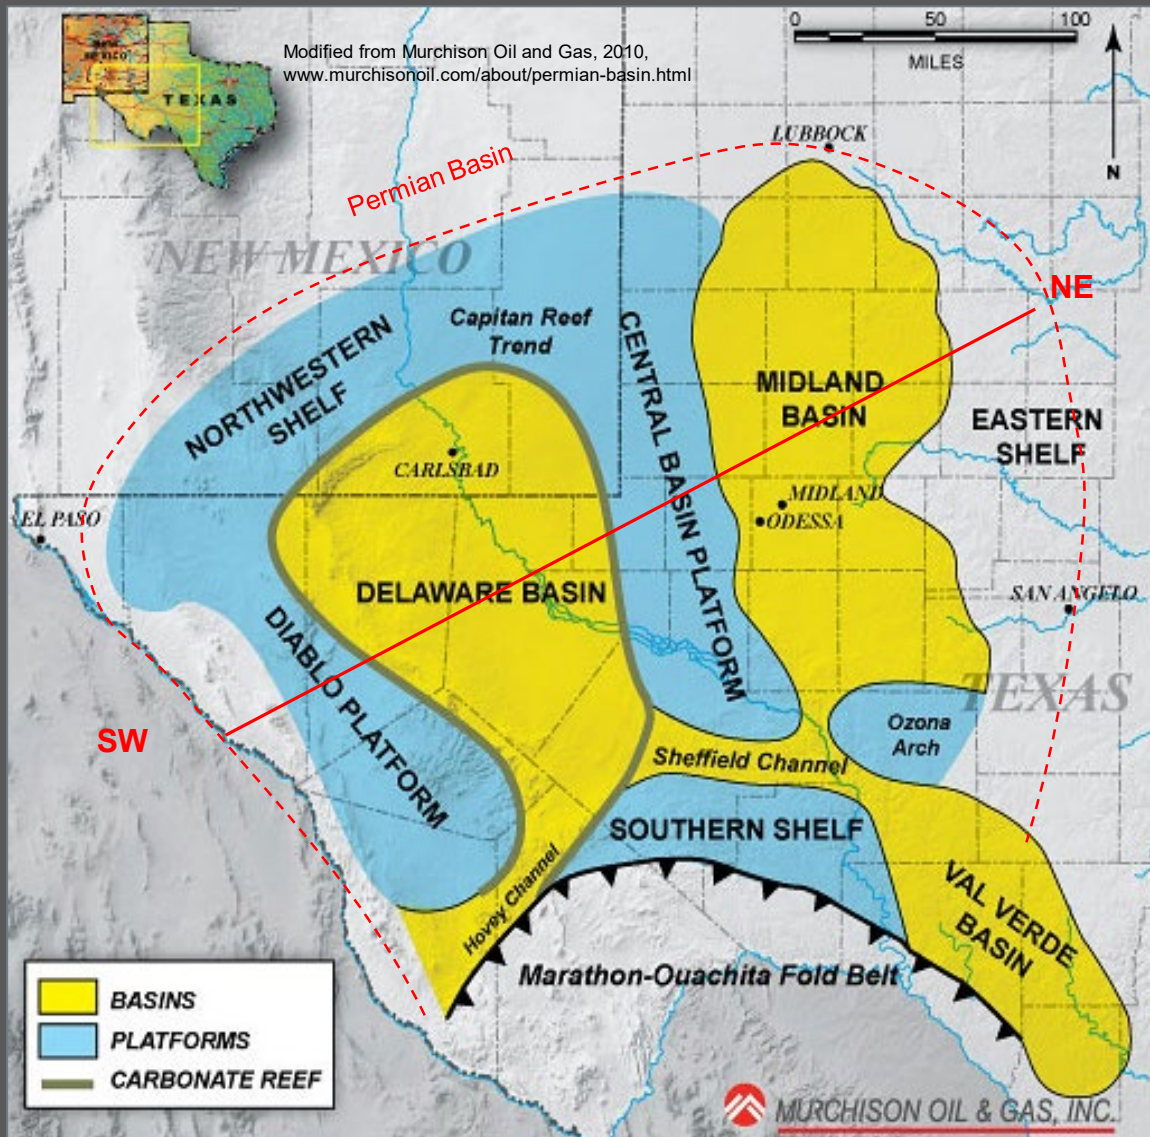 Modified from Murchison Oil and Gas, 2010,
www.murchisonoil.com/about/permian-basin.html
0 50 100
MILES
N
NEW
MEXICO
TEXAS
LUBBOCK
Permian Basin
NEW MEXICO
NE
Capitan Reef
Trend
NORTHWESTERN
SHELF
CENTRAL BASIN PLATFORM
MIDLAND
BASIN
EASTERN
SHELF
CARLSBAD
MIDLAND
ODESSA
EL PASO
DELAWARE BASIN
SAN ANGELO
DIABLO PLATFORM
TEXAS
SW
Ozona
Arch
Sheffield Channel
SOUTHERN SHELF
Hovey Channel
VAL VERDE
BASIN
Marathon-Ouachita Fold Belt
BASINS
PLATFORMS
CARBONATE REEF
MURCHISON OIL & GAS, INC.